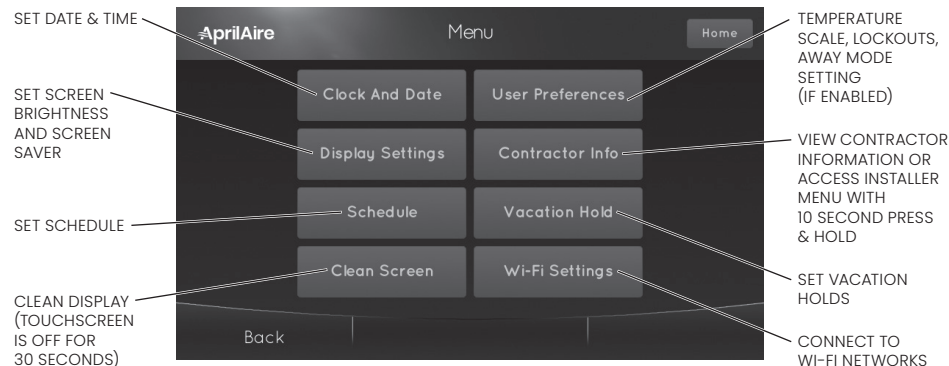 SET DATE & TIME
SET SCREEN
BRIGHTNESS
AND SCREEN
SAVER
SET SCHEDULE
CLEAN DISPLAY
(TOUCHSCREEN
IS OFF FOR
30 SECONDS)
AprilAire
Menu
Home
Clock And Date
User Preferences
Display Settings
Contractor Info
Schedule
Vacation Hold
Clean Screen
Wi-Fi Settings
Back
TEMPERATURE
SCALE, LOCKOUTS,
AWAY MODE
SETTING
(IF ENABLED)
VIEW CONTRACTOR
INFORMATION OR
ACCESS INSTALLER
MENU WITH
10 SECOND PRESS
& HOLD
SET VACATION
HOLDS
CONNECT TO
WI-FI NETWORKS